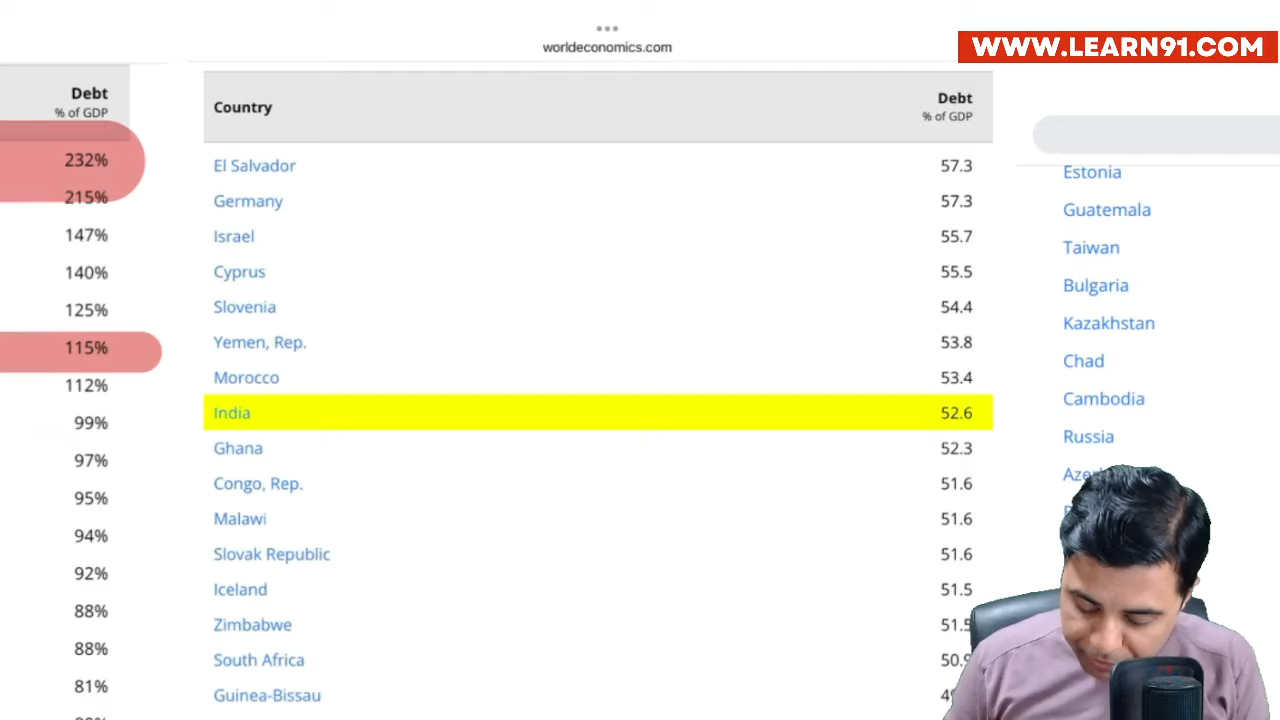 worldeconomics.com
WWW.LEARN91.COM
Debt
% of GDP
232%
215%
147%
140%
125%
115%
112%
99%
97%
95%
94%
92%
88%
88%
81%
Country Debt
% of GDP
El Salvador 57.3
Germany 57.3
Israel 55.7
Cyprus 55.5
Slovenia 54.4
Yemen, Rep. 53.8
Morocco 53.4
India 52.6
Ghana 52.3
Congo, Rep. 51.6
Malawi 51.6
Slovak Republic 51.6
Iceland 51.5
Zimbabwe 51.5
South Africa 50.9
Guinea-Bissau
Estonia
Guatemala
Taiwan
Bulgaria
Kazakhstan
Chad
Cambodia
Russia